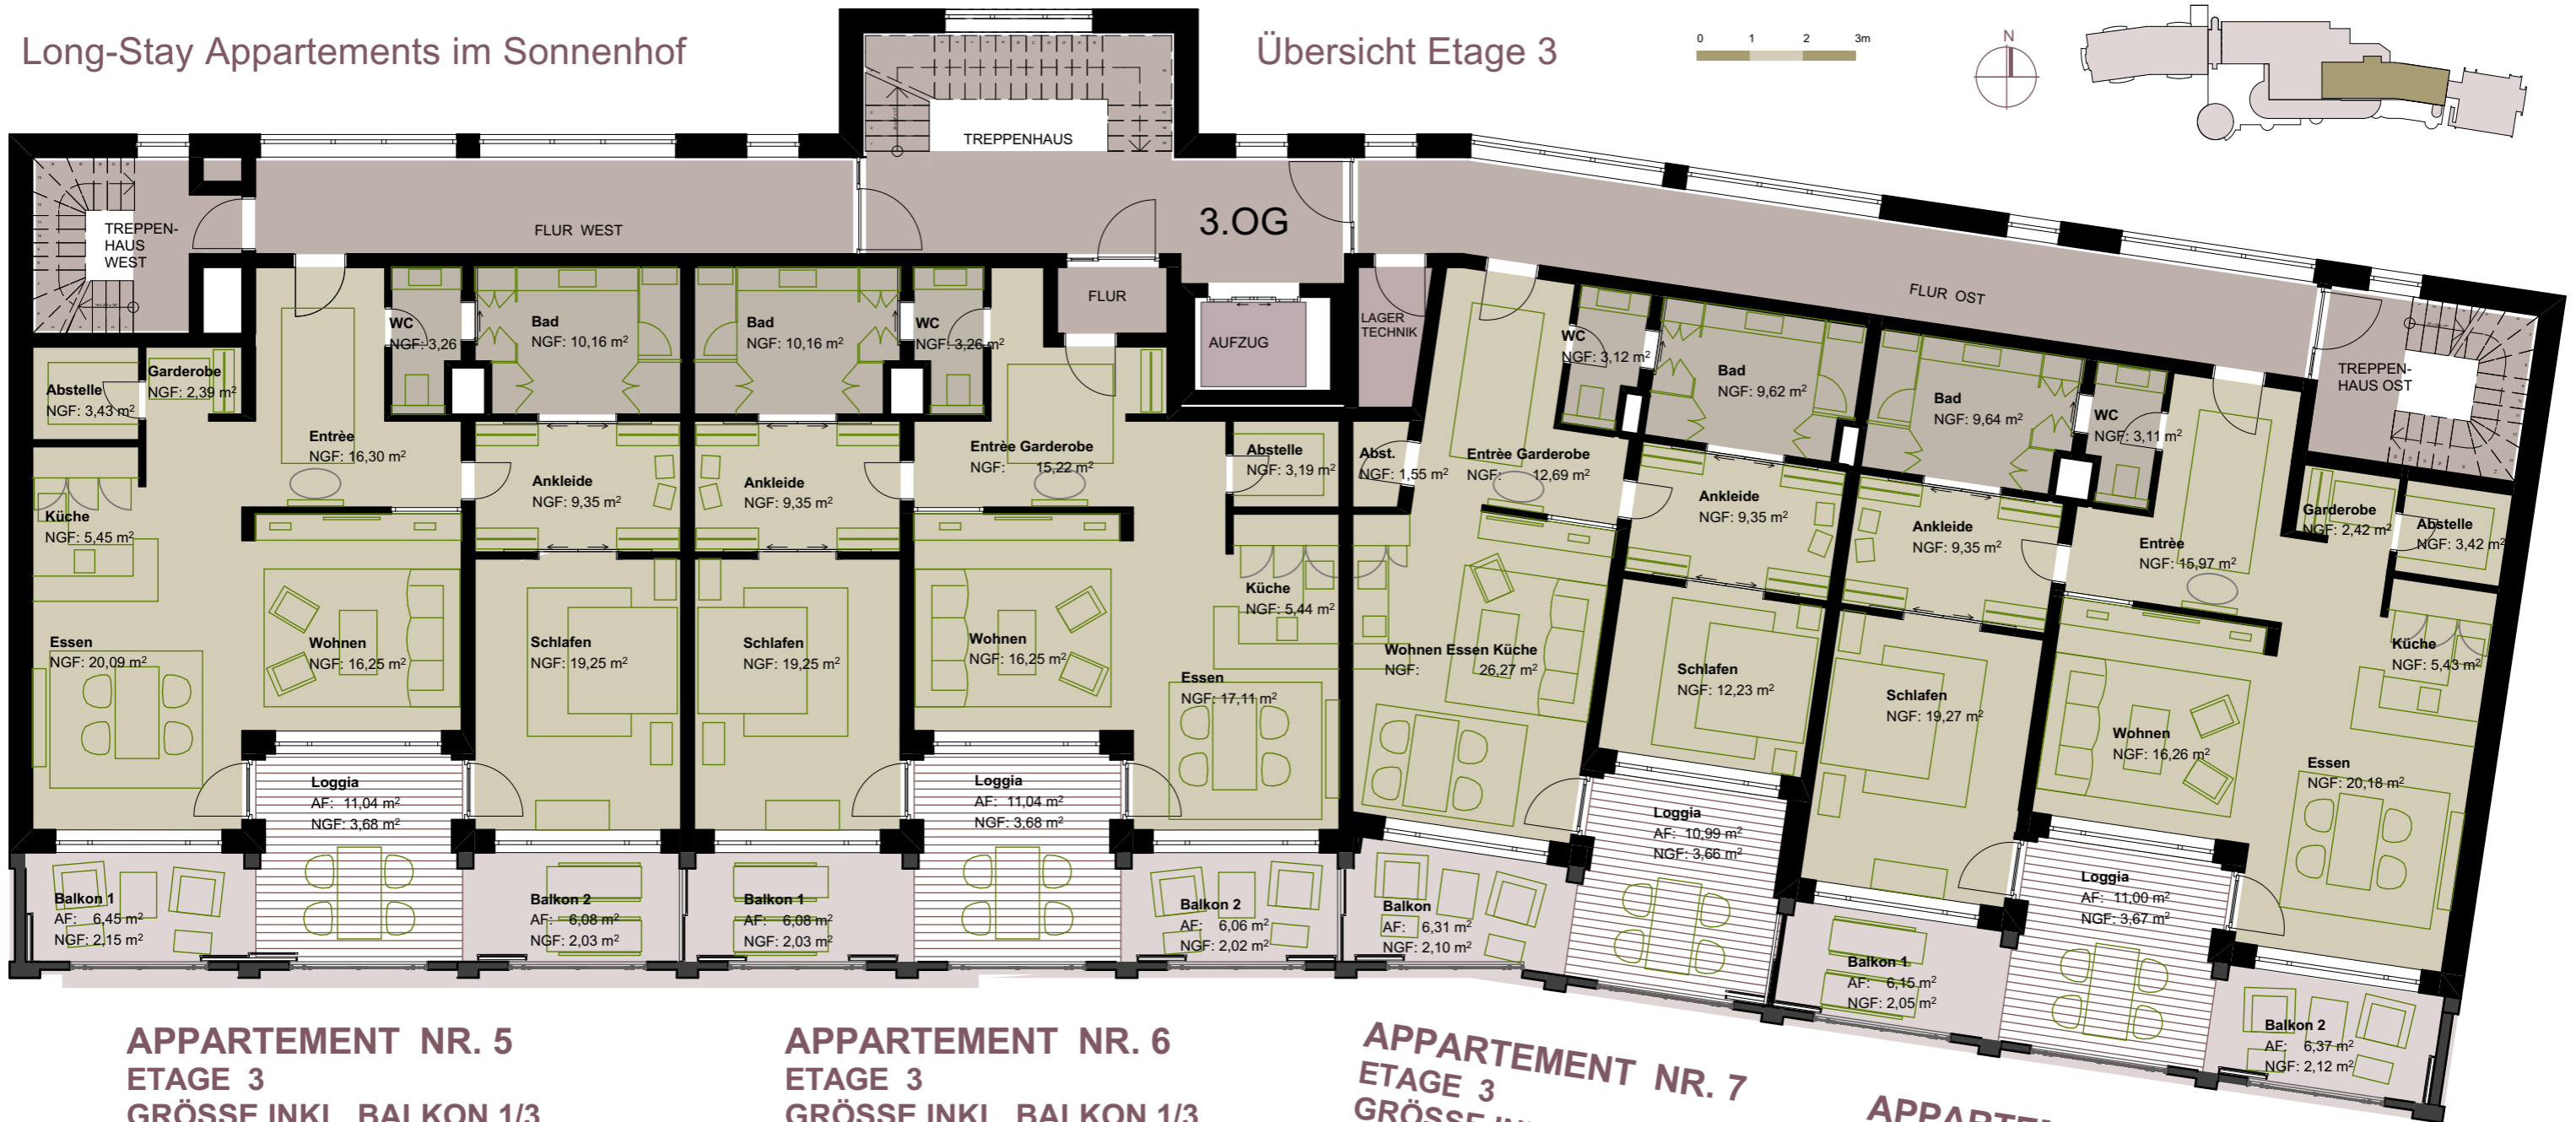 Long-Stay Appartements im Sonnenhof
Übersicht Etage 3
0 1 2 3m
N
TREPPENHAUS
3.OG
TREPPEN-
HAUS
WEST
FLUR WEST
FLUR
AUFZUG
LAGER
TECHNIK
FLUR OST
TREPPEN-
HAUS OST
Abstelle
NGF: 3,43 m²
Garderobe
NGF: 2,39 m²
Entrèe
NGF: 16,30 m²
WC
NGF: 3,26
Bad
NGF: 10,16 m²
Ankleide
NGF: 9,35 m²
Küche
NGF: 5,45 m²
Essen
NGF: 20,09 m²
Wohnen
NGF: 16,25 m²
Schlafen
NGF: 19,25 m²
Loggia
AF: 11,04 m²
NGF: 3,68 m²
Balkon 1
AF: 6,45 m²
NGF: 2,15 m²
Balkon 2
AF: 6,08 m²
NGF: 2,03 m²
Bad
NGF: 10,16 m²
WC
NGF: 3,26 m²
Entrèe Garderobe
NGF: 15,22 m²
Ankleide
NGF: 9,35 m²
Abstelle
NGF: 3,19 m²
Küche
NGF: 5,44 m²
Schlafen
NGF: 19,25 m²
Wohnen
NGF: 16,25 m²
Essen
NGF: 17,11 m²
Loggia
AF: 11,04 m²
NGF: 3,68 m²
Balkon 1
AF: 6,08 m²
NGF: 2,03 m²
Balkon 2
AF: 6,06 m²
NGF: 2,02 m²
Abst.
NGF: 1,55 m²
Entrèe Garderobe
NGF: 12,69 m²
WC
NGF: 3,12 m²
Bad
NGF: 9,62 m²
Ankleide
NGF: 9,35 m²
Wohnen Essen Küche
NGF: 26,27 m²
Schlafen
NGF: 12,23 m²
Loggia
AF: 10,99 m²
NGF: 3,66 m²
Balkon
AF: 6,31 m²
NGF: 2,10 m²
Bad
NGF: 9,64 m²
WC
NGF: 3,11 m²
Ankleide
NGF: 9,35 m²
Entrèe
NGF: 15,97 m²
Garderobe
NGF: 2,42 m²
Abstelle
NGF: 3,42 m²
Küche
NGF: 5,43 m²
Schlafen
NGF: 19,27 m²
Wohnen
NGF: 16,26 m²
Essen
NGF: 20,18 m²
Loggia
AF: 11,00 m²
NGF: 3,67 m²
Balkon 1
AF: 6,15 m²
NGF: 2,05 m²
Balkon 2
AF: 6,37 m²
NGF: 2,12 m²
APPARTEMENT NR. 5
ETAGE 3
GRÖSSE INKL. BALKON 1/3
APPARTEMENT NR. 6
ETAGE 3
GRÖSSE INKL. BALKON 1/3
APPARTEMENT NR. 7
ETAGE 3
GRÖSSE